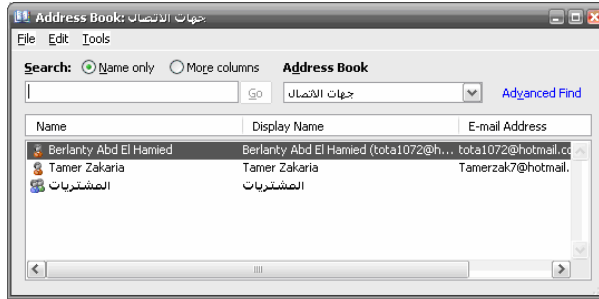 Address Book: جهات الاتصال
File Edit Tools
Search: Name only More columns Address Book
Go جهات الاتصال Advanced Find
Name Display Name E-mail Address
Berlanty Abd El Hamied Berlanty Abd El Hamied (tota1072@h... tota1072@hotmail.co
Tamer Zakaria Tamer Zakaria Tamerzak7@hotmail.
المشتريات المشتريات